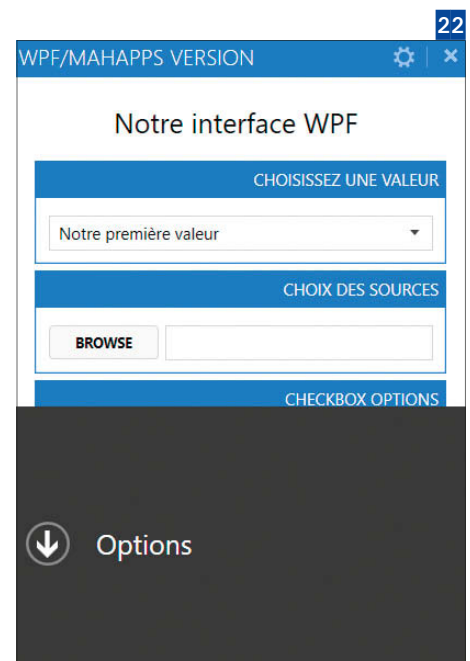 22
WPF/MAHAPPS VERSION
Notre interface WPF
CHOISISSEZ UNE VALEUR
Notre première valeur
CHOIX DES SOURCES
BROWSE
CHECKBOX OPTIONS
Options